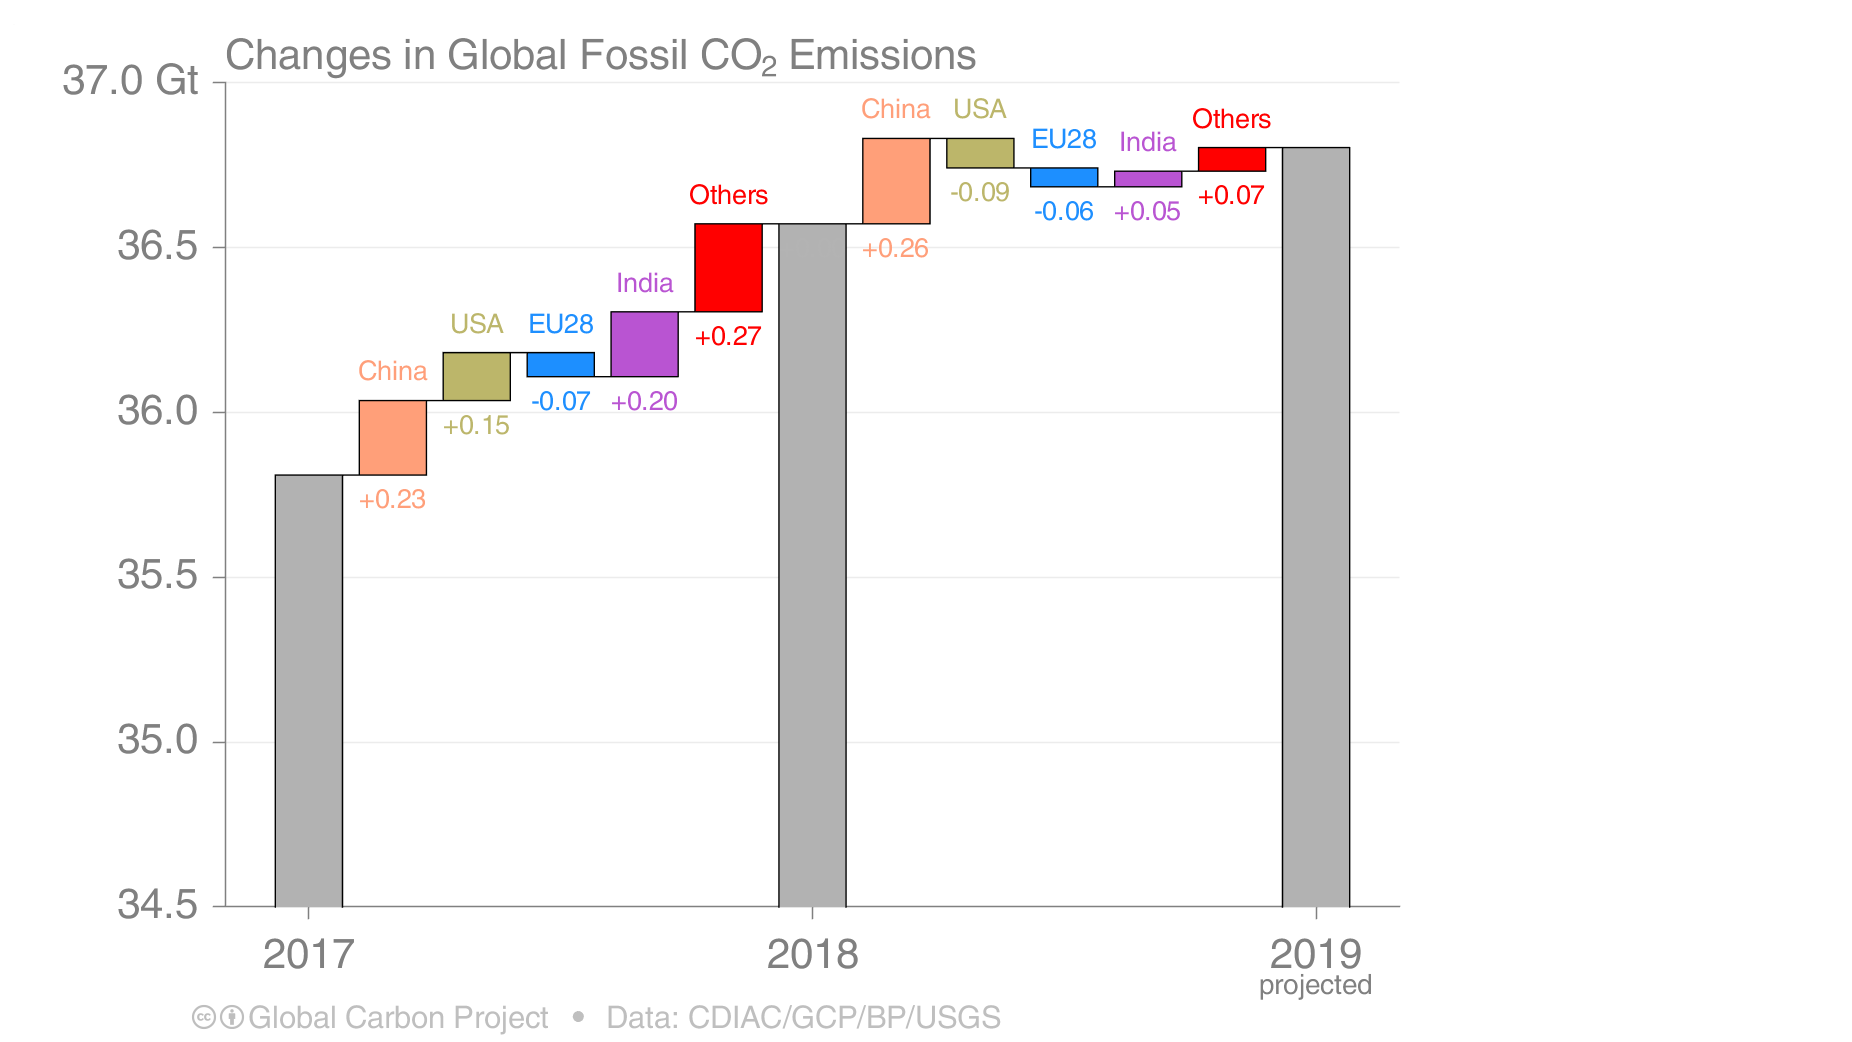 Changes in Global Fossil CO₂ Emissions
37.0 Gt
36.5
36.0
35.5
35.0
34.5
China
+0.23
USA
+0.15
EU28
-0.07
India
+0.20
Others
+0.27
China
+0.26
USA
-0.09
EU28
-0.06
India
+0.05
Others
+0.07
2017
2018
2019
projected
cc Global Carbon Project • Data: CDIAC/GCP/BP/USGS